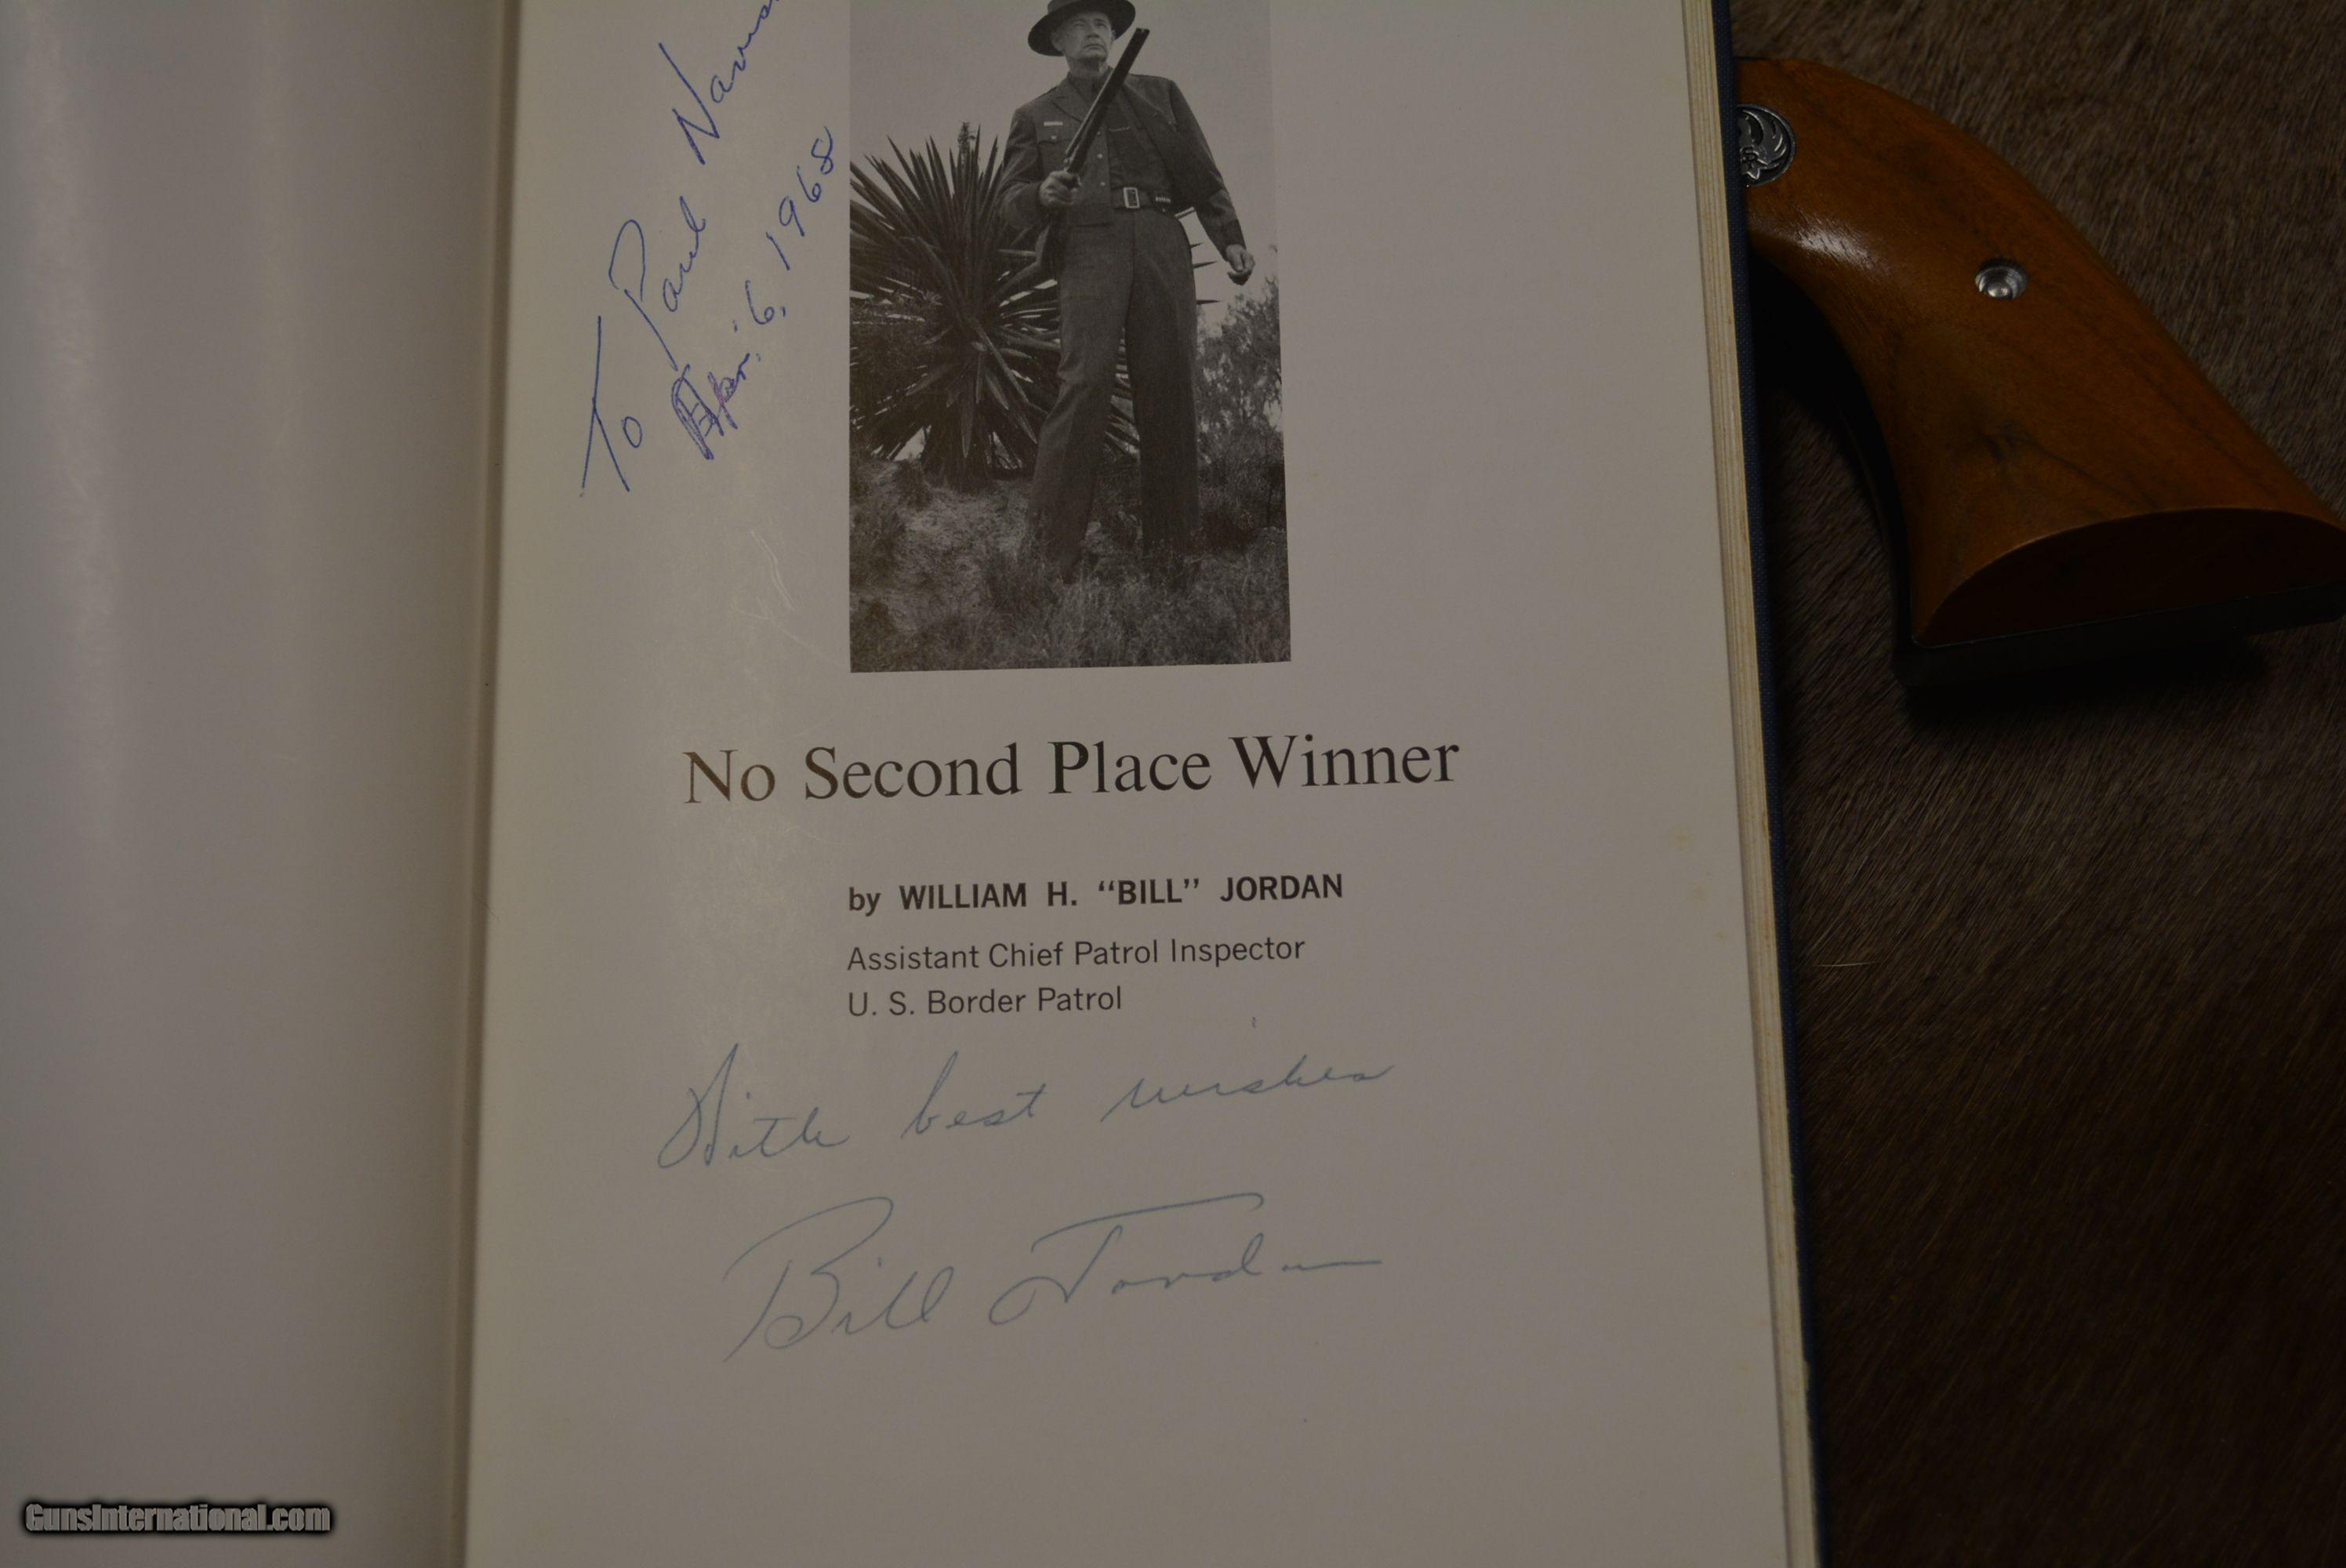 To Paul
April 6, 1968
No Second Place Winner
by WILLIAM H. “BILL” JORDAN
Assistant Chief Patrol Inspector
U. S. Border Patrol
With best wishes
Bill Jordan
GunsInternational.com